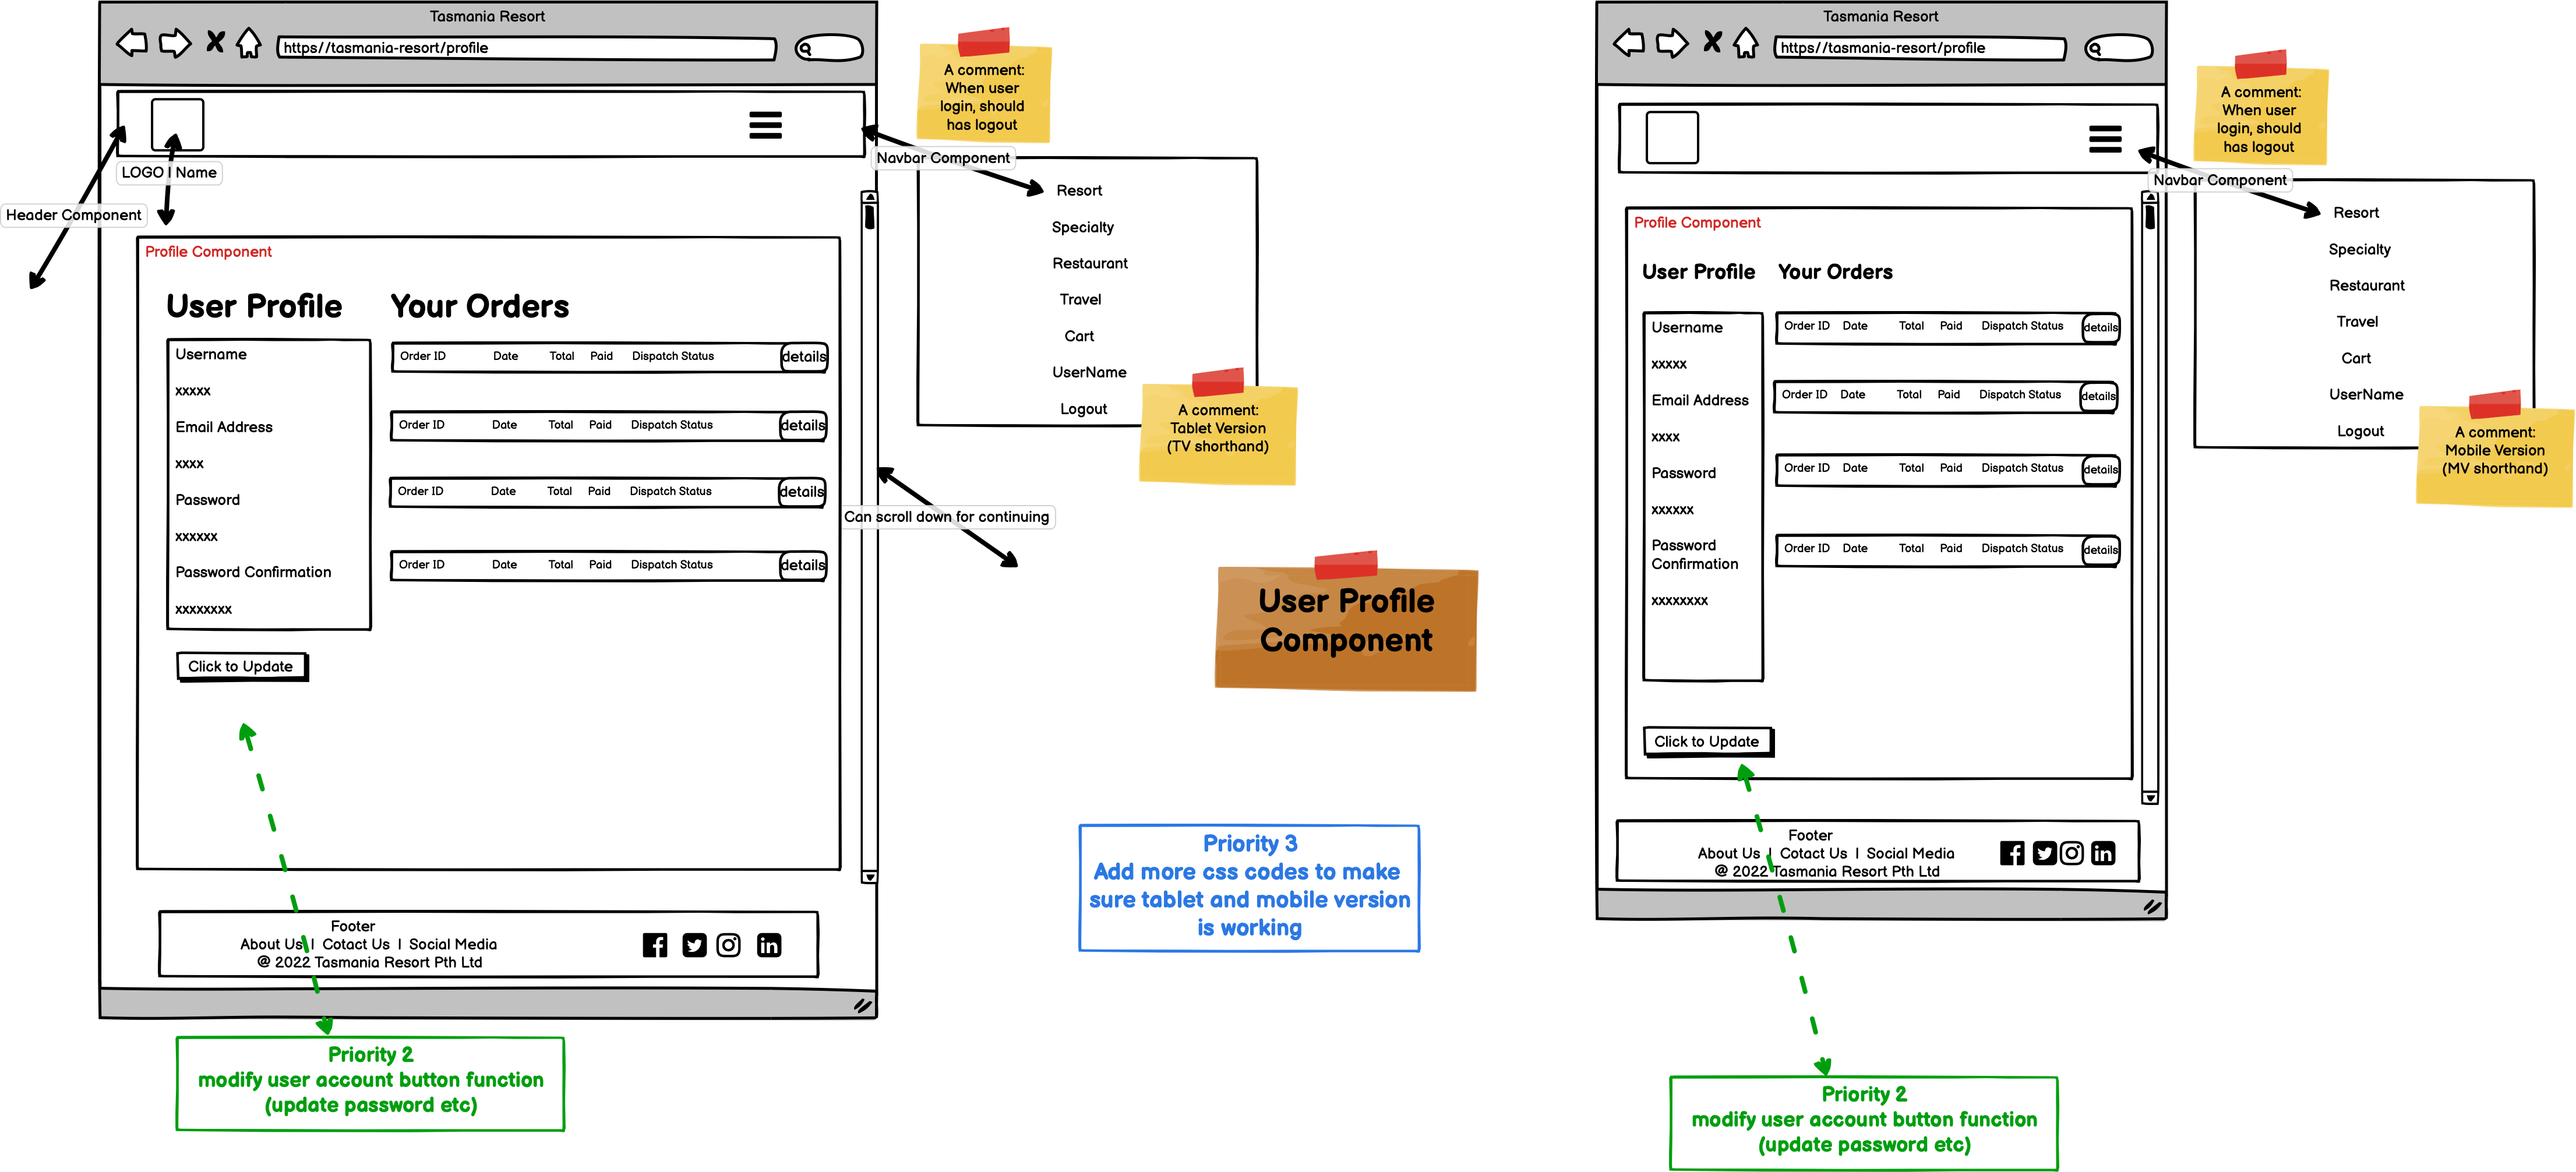 Tasmania Resort
https//tasmania-resort/profile
A comment:
When user
login, should
has logout
LOGO | Name
Header Component
Navbar Component
Resort
Specialty
Restaurant
Travel
Cart
UserName
Logout
A comment:
Tablet Version
(TV shorthand)
Profile Component
User Profile
Your Orders
Username
xxxxx
Email Address
xxxx
Password
xxxxxx
Password Confirmation
xxxxxxxx
Order ID Date Total Paid Dispatch Status details
Order ID Date Total Paid Dispatch Status details
Order ID Date Total Paid Dispatch Status details
Order ID Date Total Paid Dispatch Status details
Click to Update
Can scroll down for continuing
Footer
About Us | Cotact Us | Social Media
@ 2022 Tasmania Resort Pth Ltd
Priority 2
modify user account button function
(update password etc)
User Profile
Component
Priority 3
Add more css codes to make
sure tablet and mobile version
is working
Tasmania Resort
https//tasmania-resort/profile
A comment:
When user
login, should
has logout
Navbar Component
Resort
Specialty
Restaurant
Travel
Cart
UserName
Logout
A comment:
Mobile Version
(MV shorthand)
Profile Component
User Profile
Your Orders
Username
xxxxx
Email Address
xxxx
Password
xxxxxx
Password
Confirmation
xxxxxxxx
Order ID Date Total Paid Dispatch Status details
Order ID Date Total Paid Dispatch Status details
Order ID Date Total Paid Dispatch Status details
Order ID Date Total Paid Dispatch Status details
Click to Update
Footer
About Us | Cotact Us | Social Media
@ 2022 Tasmania Resort Pth Ltd
Priority 2
modify user account button function
(update password etc)